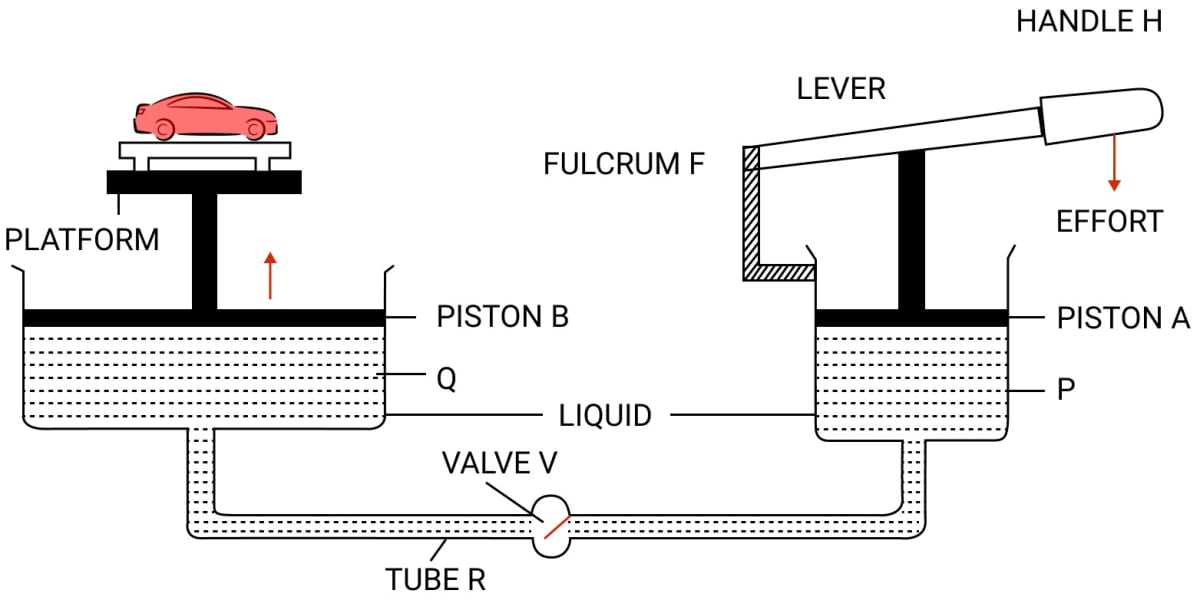 HANDLE H
LEVER
FULCRUM F
EFFORT
PLATFORM
PISTON B
PISTON A
Q
P
LIQUID
VALVE V
TUBE R